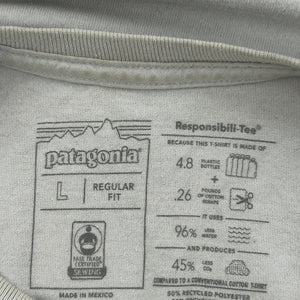 patagonia
L REGULAR FIT
FAIR TRADE
CERTIFIED
SEWING
MADE IN MEXICO
Responsibili-Tee®
BECAUSE THIS T-SHIRT IS MADE OF
4.8 PLASTIC BOTTLES
+
.26 POUNDS OF COTTON SCRAPS
IT USES
96% LESS WATER
AND PRODUCES
45% LESS CO₂
COMPARED TO A CONVENTIONAL COTTON T-SHIRT
50% RECYCLED POLYESTER